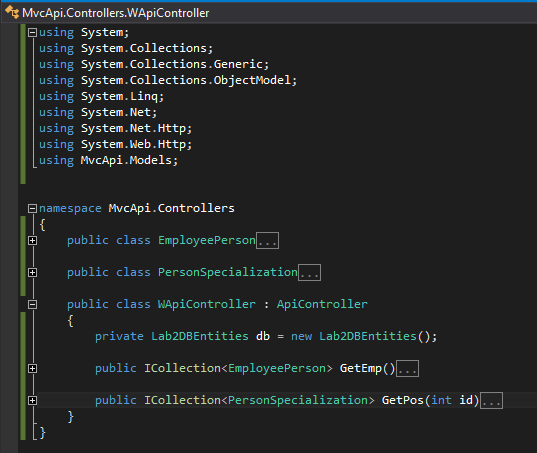 MvcApi.Controllers.WApiController
using System;
using System.Collections;
using System.Collections.Generic;
using System.Collections.ObjectModel;
using System.Linq;
using System.Net;
using System.Net.Http;
using System.Web.Http;
using MvcApi.Models;
namespace MvcApi.Controllers
{
public class EmployeePerson...
public class PersonSpecialization...
public class WApiController : ApiController
{
private Lab2DBEntities db = new Lab2DBEntities();
public ICollection<EmployeePerson> GetEmp()...
public ICollection<PersonSpecialization> GetPos(int id)...
}
}